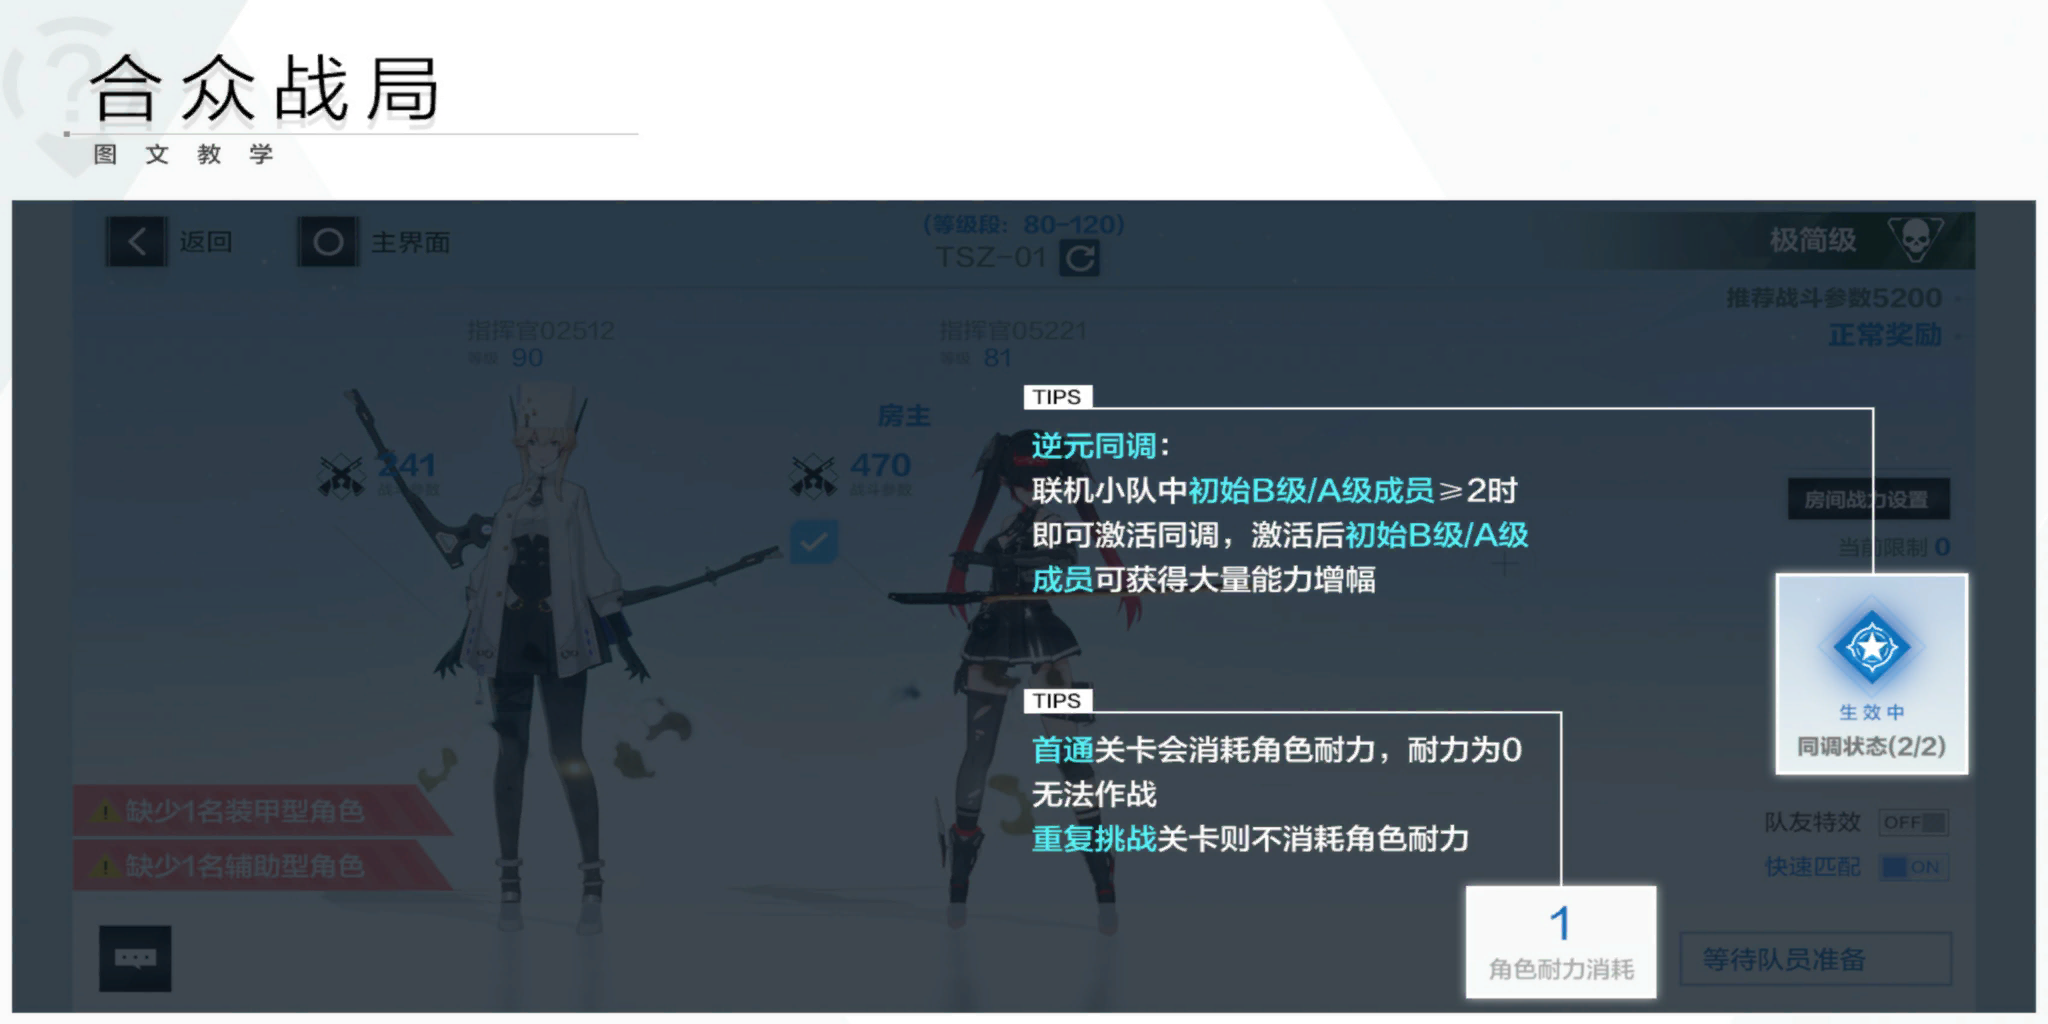 合众战局
图文教学
返回
主界面
(等级段：80-120)
TSZ-01
极简级
推荐战斗参数5200
正常奖励
指挥官02512
等级 90
指挥官05221
等级 81
房主
241
战斗参数
470
战斗参数
TIPS
逆元同调：
联机小队中初始B级/A级成员≥2时
即可激活同调，激活后初始B级/A级
成员可获得大量能力增幅
房间战力设置
当前限制 0
生效中
同调状态(2/2)
TIPS
首通关卡会消耗角色耐力，耐力为0
无法作战
重复挑战关卡则不消耗角色耐力
缺少1名装甲型角色
缺少1名辅助型角色
队友特效 OFF
快速匹配 ON
1
角色耐力消耗
等待队员准备